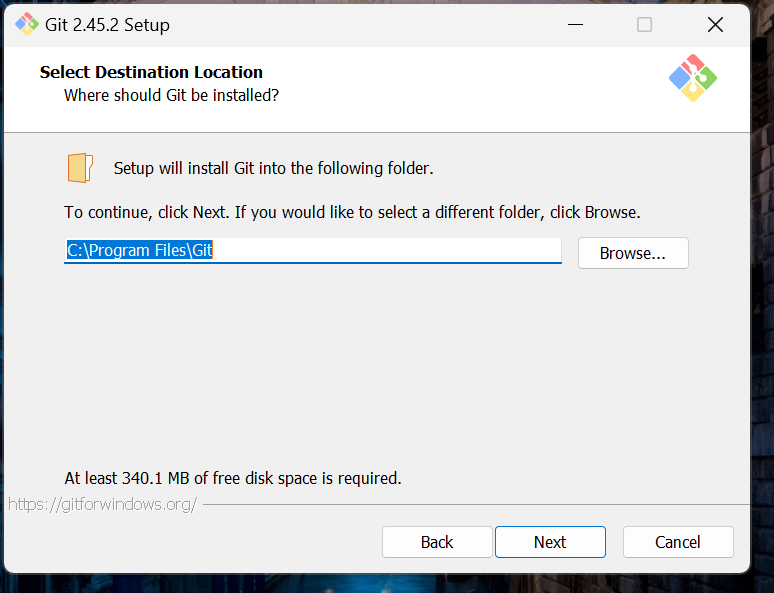 Git 2.45.2 Setup
Select Destination Location
Where should Git be installed?
Setup will install Git into the following folder.
To continue, click Next. If you would like to select a different folder, click Browse.
C:\Program Files\Git
Browse...
At least 340.1 MB of free disk space is required.
https://gitforwindows.org/
Back
Next
Cancel